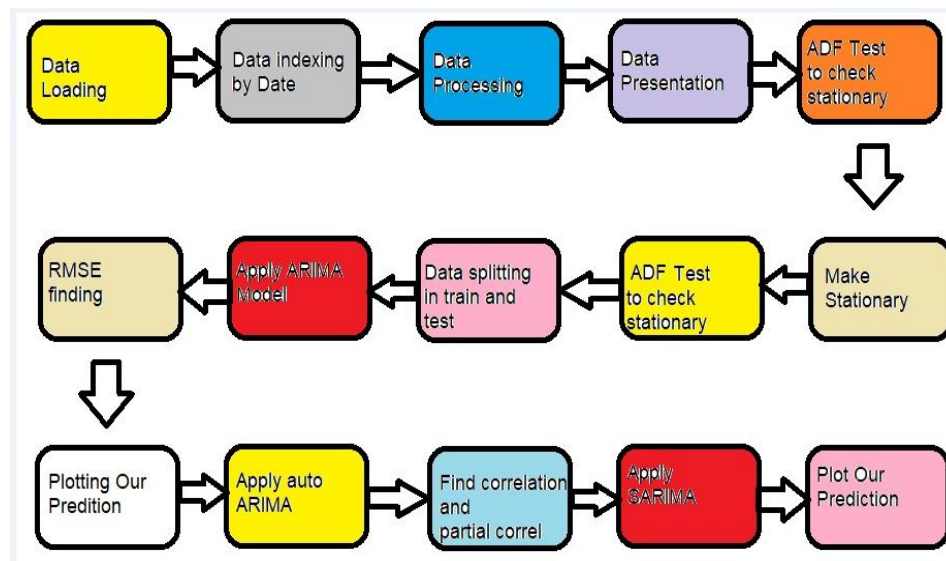 Data
Loading
Data indexing
by Date
Data
Processing
Data
Presentation
ADF Test
to check
stationary
Make
Stationary
ADF Test
to check
stationary
Data splitting
in train and
test
Apply ARIMA
Model
RMSE
finding
Plotting Our
Predition
Apply auto
ARIMA
Find correlation
and
partial correl
Apply
SARIMA
Plot Our
Prediction